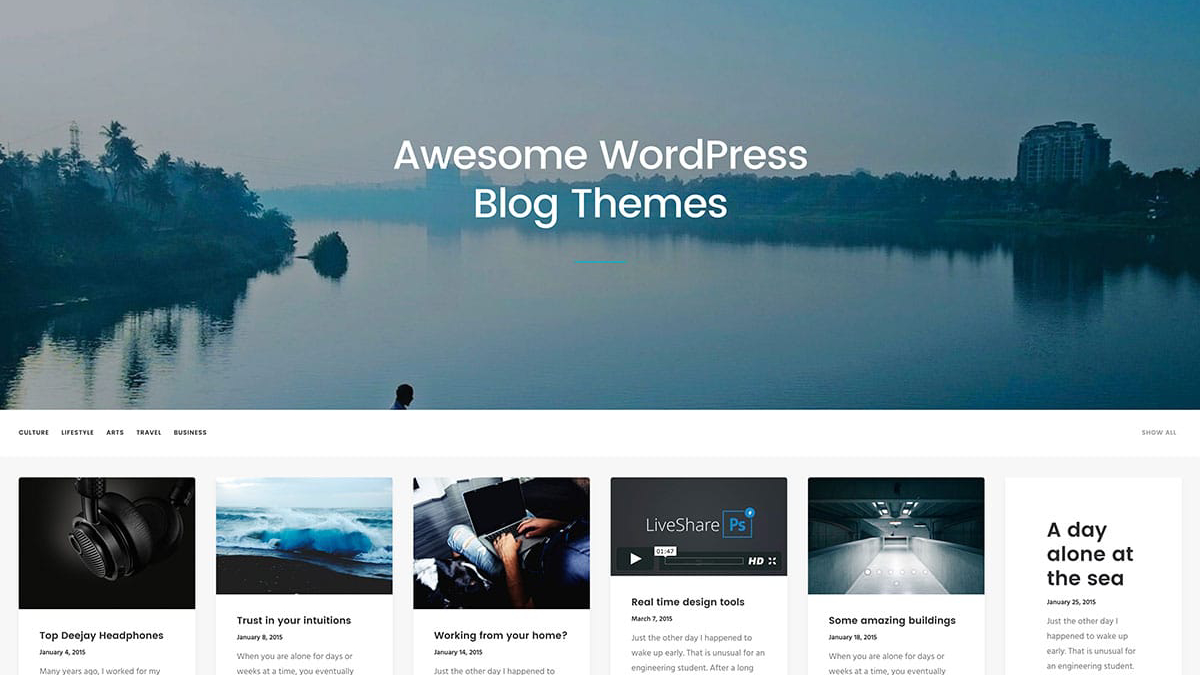 Awesome WordPress
Blog Themes
CULTURE LIFESTYLE ARTS TRAVEL BUSINESS
SHOW ALL
Top Deejay Headphones
January 4, 2015
Many years ago, I worked for my
Trust in your intuitions
January 8, 2015
When you are alone for days or
weeks at a time, you eventually
Working from your home?
January 14, 2015
Just the other day I happened to
LiveShare Ps
01:47
HD
Real time design tools
March 7, 2015
Just the other day I happened to
wake up early. That is unusual for
an engineering student. After a long
Some amazing buildings
January 18, 2015
When you are alone for days or
weeks at a time, you eventually
A day
alone at
the sea
January 25, 2015
Just the other day I
happened to wake up
early. That is unusual for
an engineering student.